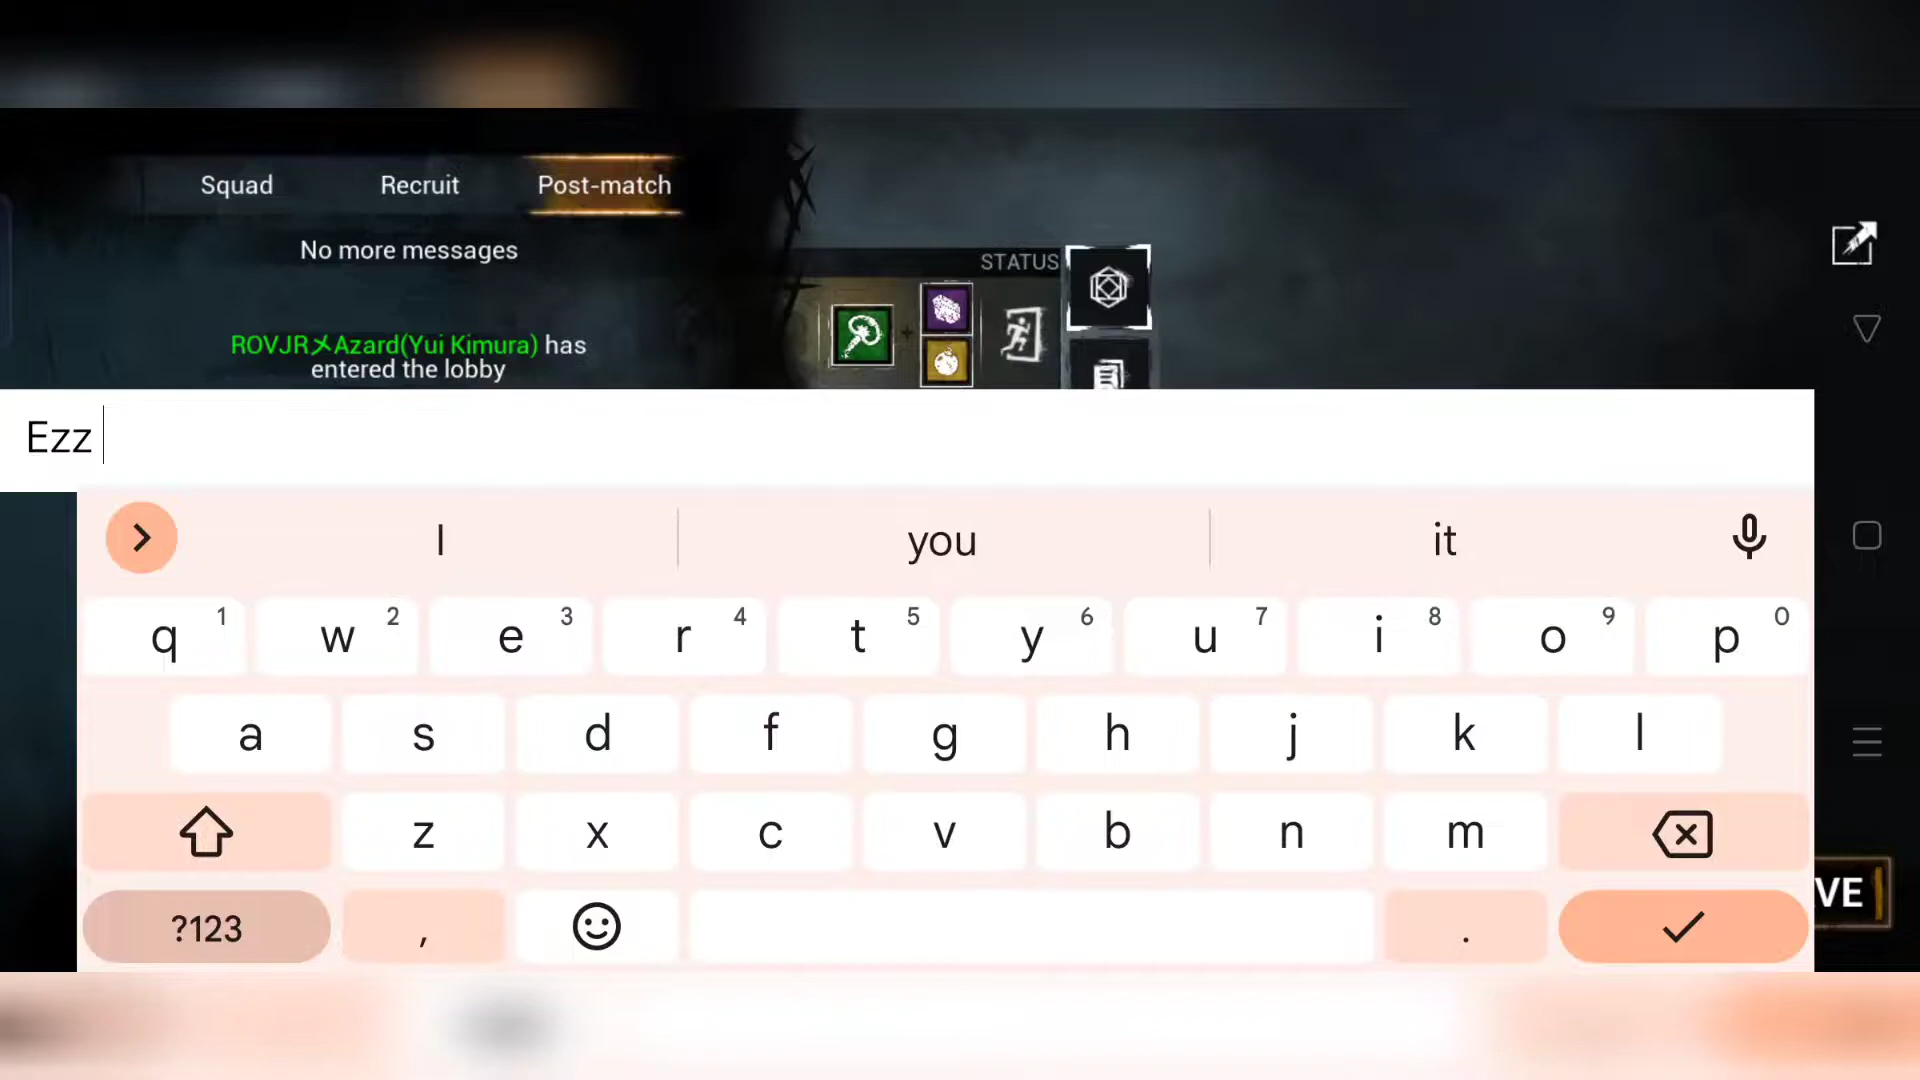 Squad Recruit Post-match
No more messages
STATUS
ROVJRメAzard(Yui Kimura) has
entered the lobby
Ezz
I you it
q 1 w 2 e 3 r 4 t 5 y 6 u 7 i 8 o 9 p 0
a s d f g h j k l
z x c v b n m
VE
?123 , .